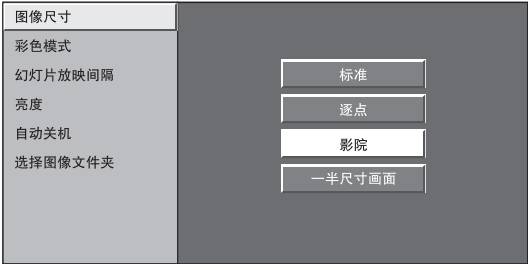 图像尺寸
彩色模式
幻灯片放映间隔
亮度
自动关机
选择图像文件夹
标准
逐点
影院
一半尺寸画面